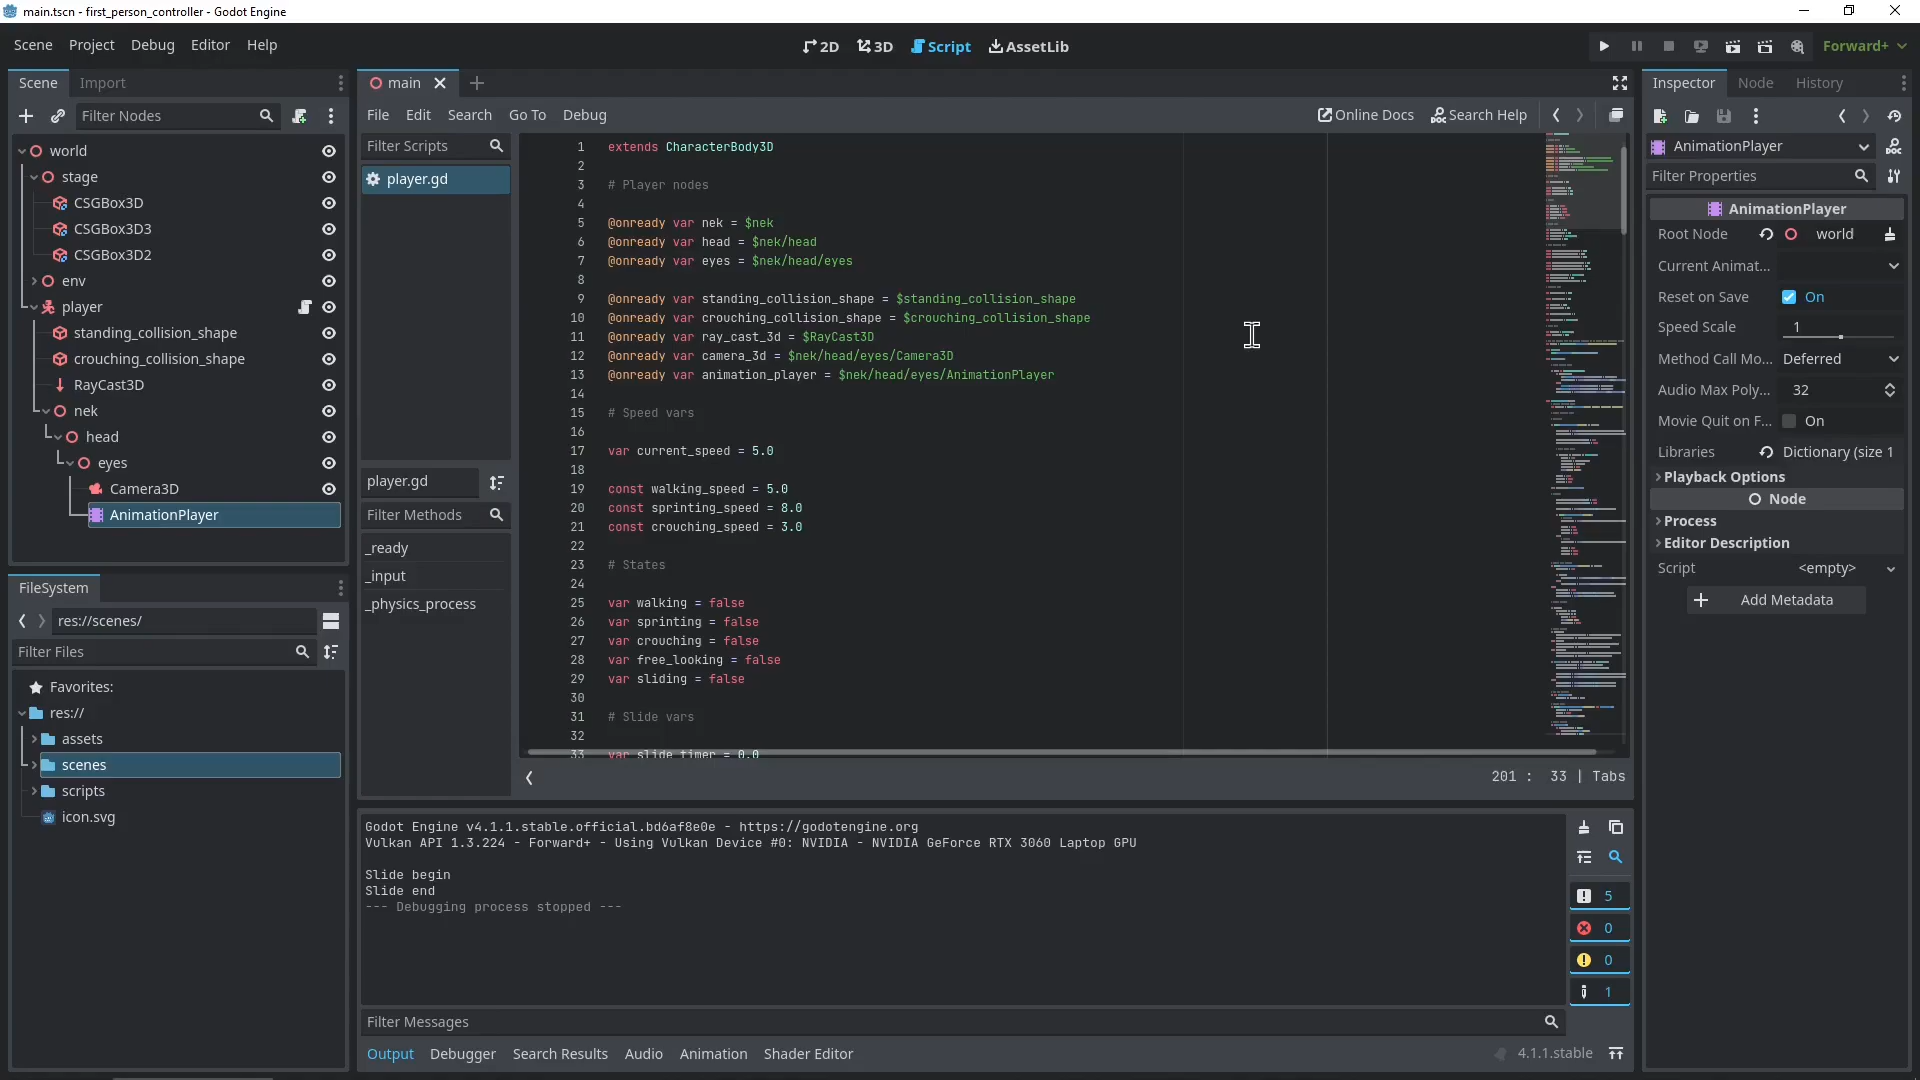 main.tscn - first_person_controller - Godot Engine
Scene Project Debug Editor Help
2D 3D Script AssetLib
Forward+
Scene Import
Filter Nodes
world
stage
CSGBox3D
CSGBox3D3
CSGBox3D2
env
player
standing_collision_shape
crouching_collision_shape
RayCast3D
nek
head
eyes
Camera3D
AnimationPlayer
FileSystem
res://scenes/
Filter Files
Favorites:
res://
assets
scenes
scripts
icon.svg
main
File Edit Search Go To Debug
Online Docs Search Help
Filter Scripts
player.gd
player.gd
Filter Methods
_ready
_input
_physics_process
1 extends CharacterBody3D
2
3 # Player nodes
4
5 @onready var nek = $nek
6 @onready var head = $nek/head
7 @onready var eyes = $nek/head/eyes
8
9 @onready var standing_collision_shape = $standing_collision_shape
10 @onready var crouching_collision_shape = $crouching_collision_shape
11 @onready var ray_cast_3d = $RayCast3D
12 @onready var camera_3d = $nek/head/eyes/Camera3D
13 @onready var animation_player = $nek/head/eyes/AnimationPlayer
14
15 # Speed vars
16
17 var current_speed = 5.0
18
19 const walking_speed = 5.0
20 const sprinting_speed = 8.0
21 const crouching_speed = 3.0
22
23 # States
24
25 var walking = false
26 var sprinting = false
27 var crouching = false
28 var free_looking = false
29 var sliding = false
30
31 # Slide vars
32
33 var slide_timer = 0.0
201 : 33 | Tabs
Godot Engine v4.1.1.stable.official.bd6af8e0e - https://godotengine.org
Vulkan API 1.3.224 - Forward+ - Using Vulkan Device #0: NVIDIA - NVIDIA GeForce RTX 3060 Laptop GPU
Slide begin
Slide end
--- Debugging process stopped ---
5
0
0
1
Filter Messages
Output Debugger Search Results Audio Animation Shader Editor
4.1.1.stable
Inspector Node History
AnimationPlayer
Filter Properties
AnimationPlayer
Root Node world
Current Animat...
Reset on Save On
Speed Scale 1
Method Call Mo... Deferred
Audio Max Poly... 32
Movie Quit on F... On
Libraries Dictionary (size 1
Playback Options
Node
Process
Editor Description
Script <empty>
Add Metadata